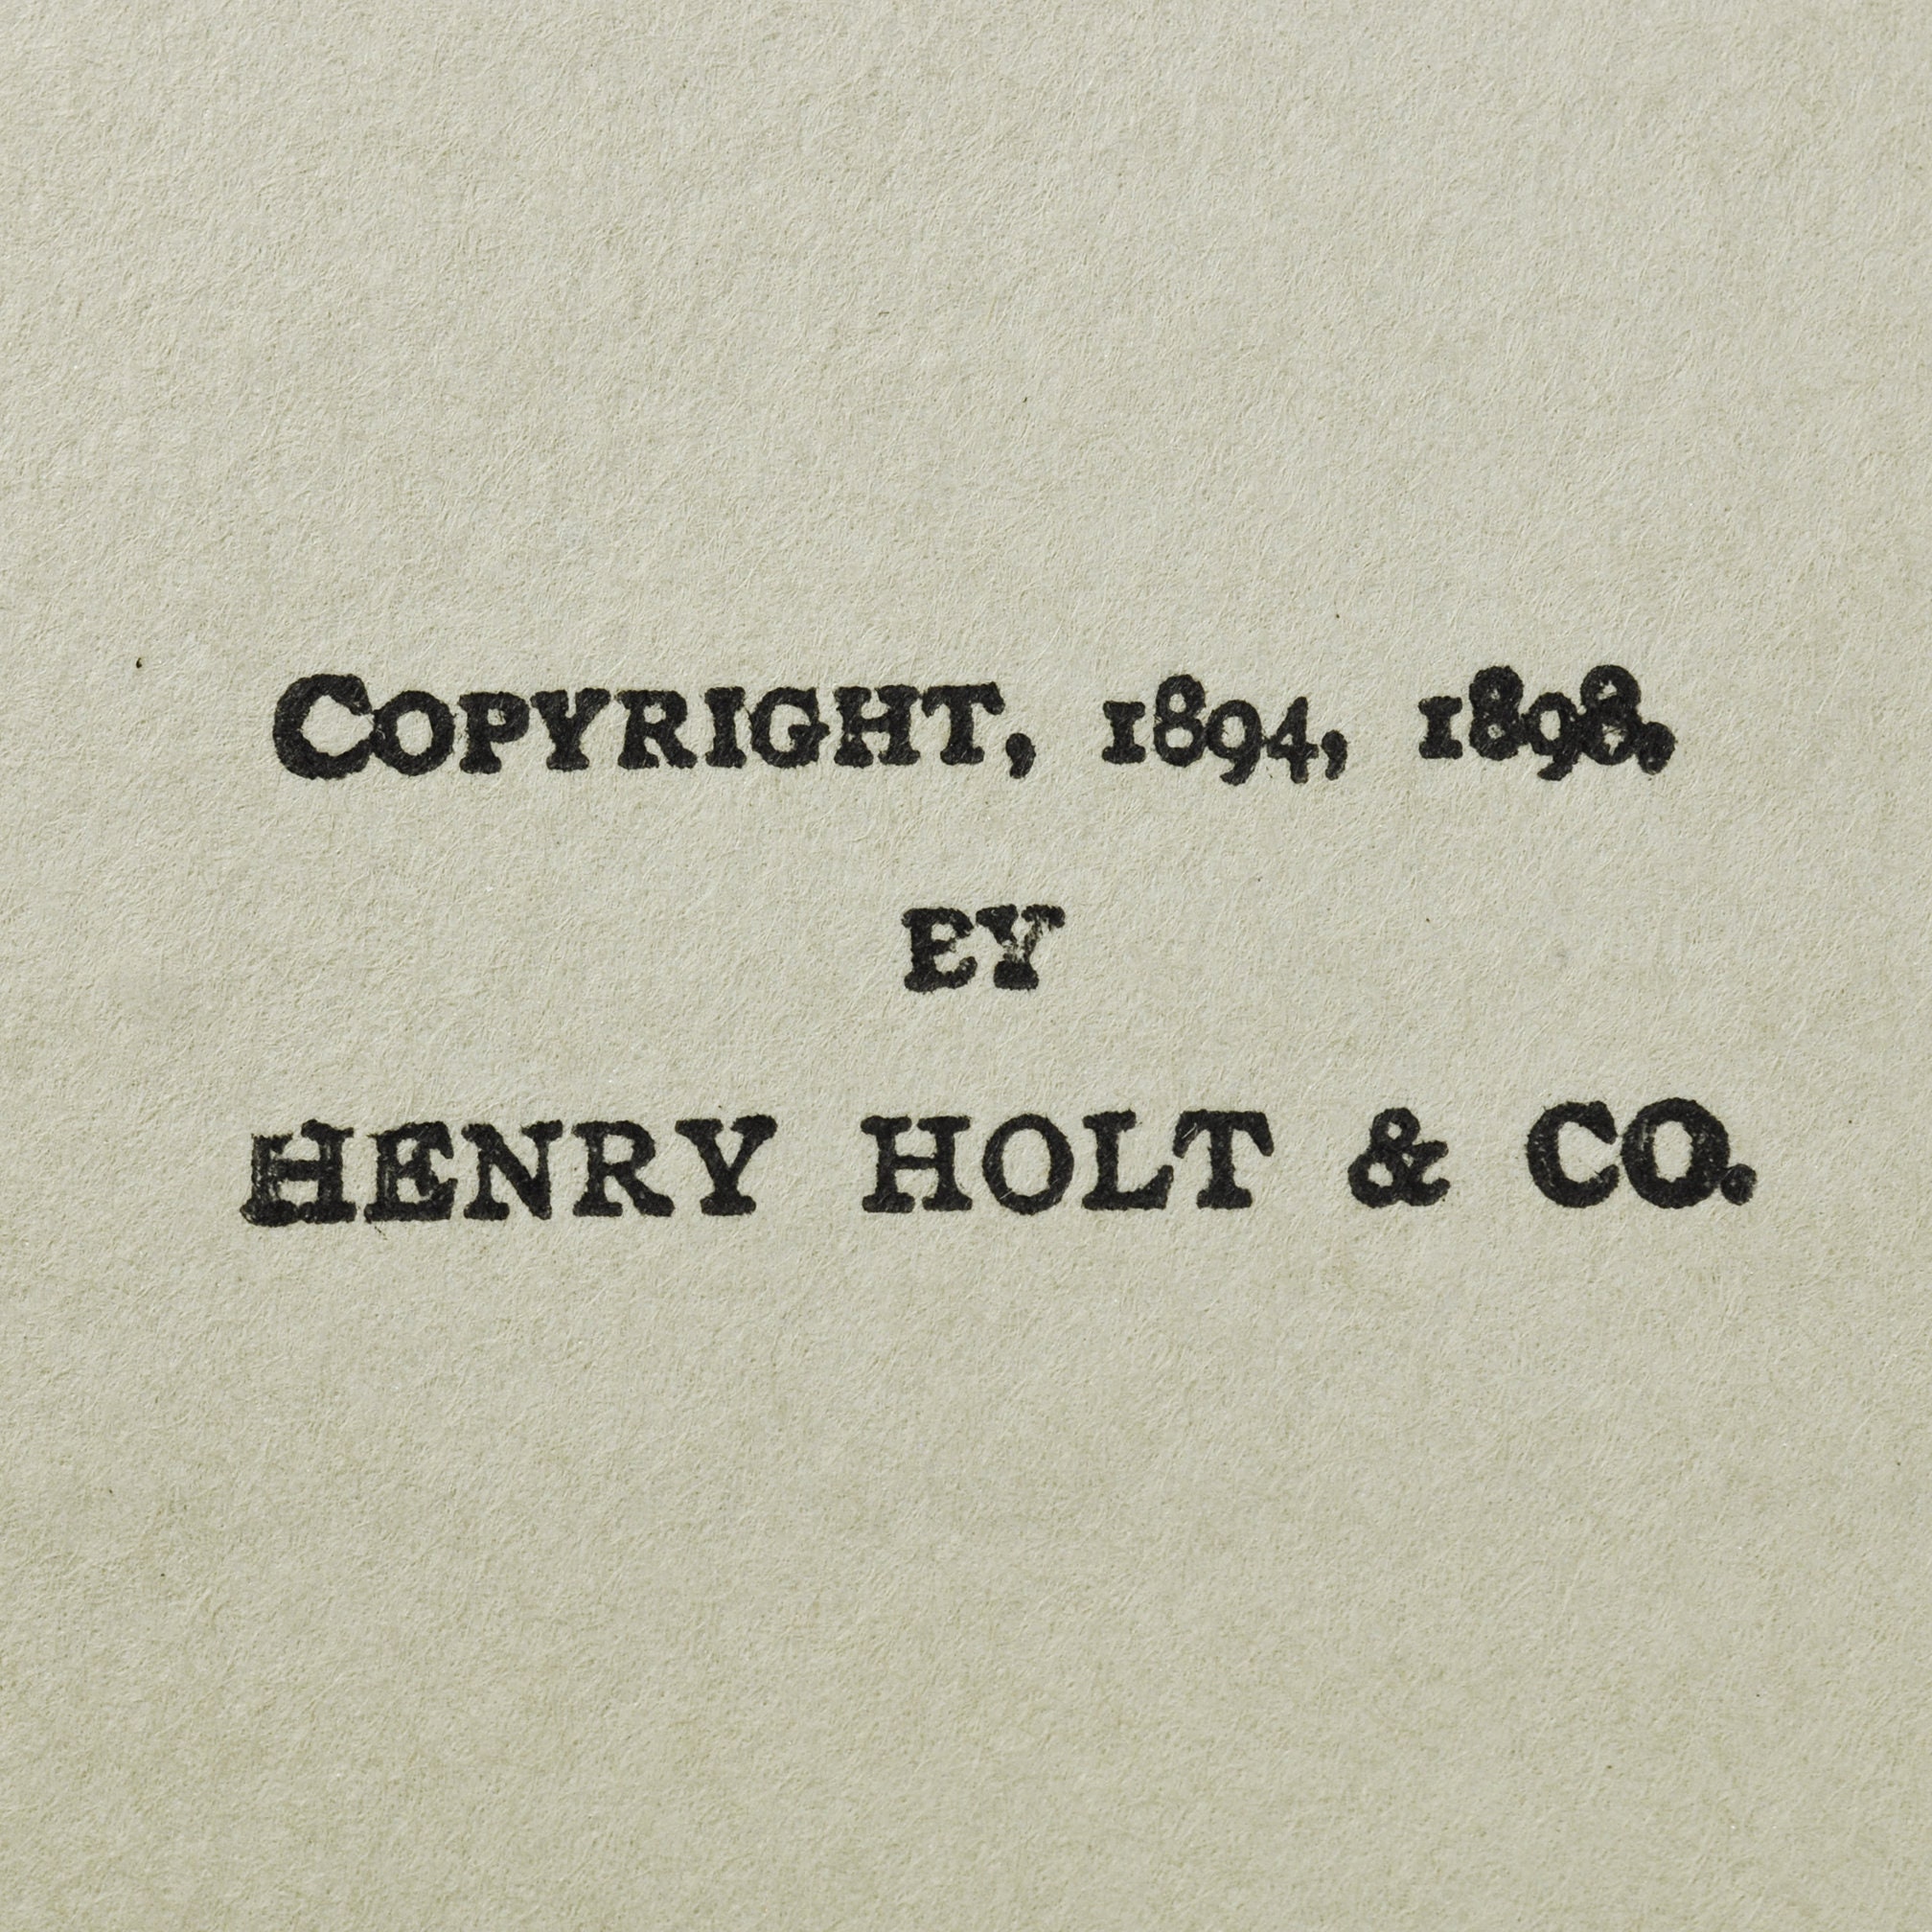 COPYRIGHT, 1894, 1898,
BY
HENRY HOLT & CO.